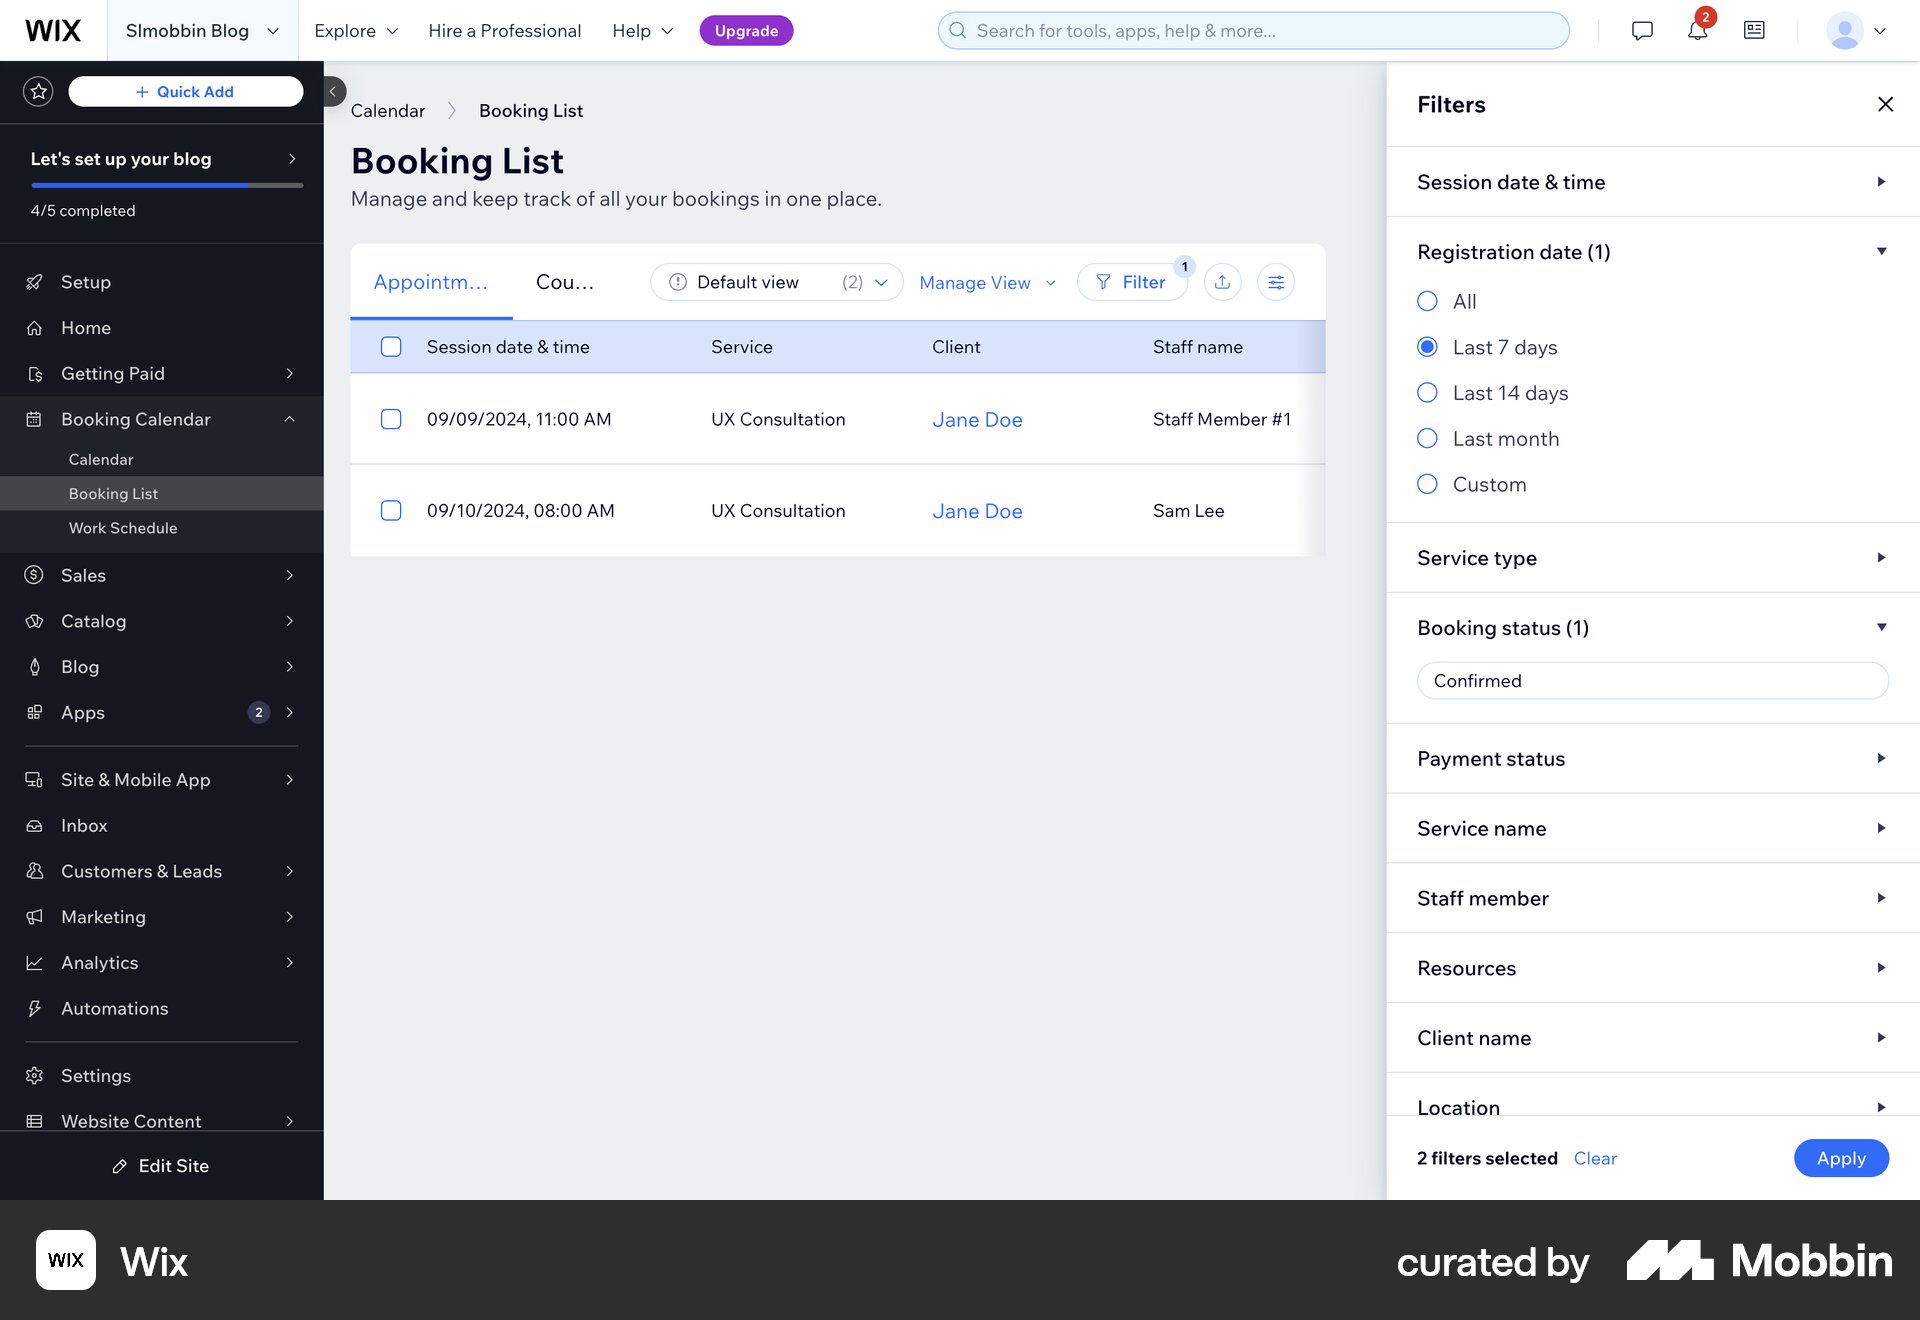 WIX
Slmobbin Blog
Explore
Hire a Professional
Help
Upgrade
Search for tools, apps, help & more...
2
Quick Add
Let's set up your blog
4/5 completed
Setup
Home
Getting Paid
Booking Calendar
Calendar
Booking List
Work Schedule
Sales
Catalog
Blog
Apps 2
Site & Mobile App
Inbox
Customers & Leads
Marketing
Analytics
Automations
Settings
Website Content
Edit Site
Calendar Booking List
Booking List
Manage and keep track of all your bookings in one place.
Appointm... Cou... Default view (2) Manage View Filter 1
Session date & time Service Client Staff name
09/09/2024, 11:00 AM UX Consultation Jane Doe Staff Member #1
09/10/2024, 08:00 AM UX Consultation Jane Doe Sam Lee
Filters
Session date & time
Registration date (1)
All
Last 7 days
Last 14 days
Last month
Custom
Service type
Booking status (1)
Confirmed
Payment status
Service name
Staff member
Resources
Client name
Location
2 filters selected Clear Apply
WIX Wix
curated by Mobbin